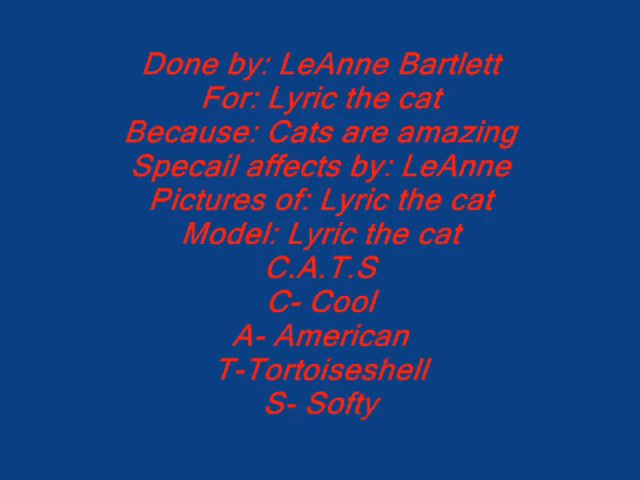 Done by: LeAnne Bartlett
For: Lyric the cat
Because: Cats are amazing
Specail affects by: LeAnne
Pictures of: Lyric the cat
Model: Lyric the cat
C.A.T.S
C- Cool
A- American
T-Tortoiseshell
S- Softy